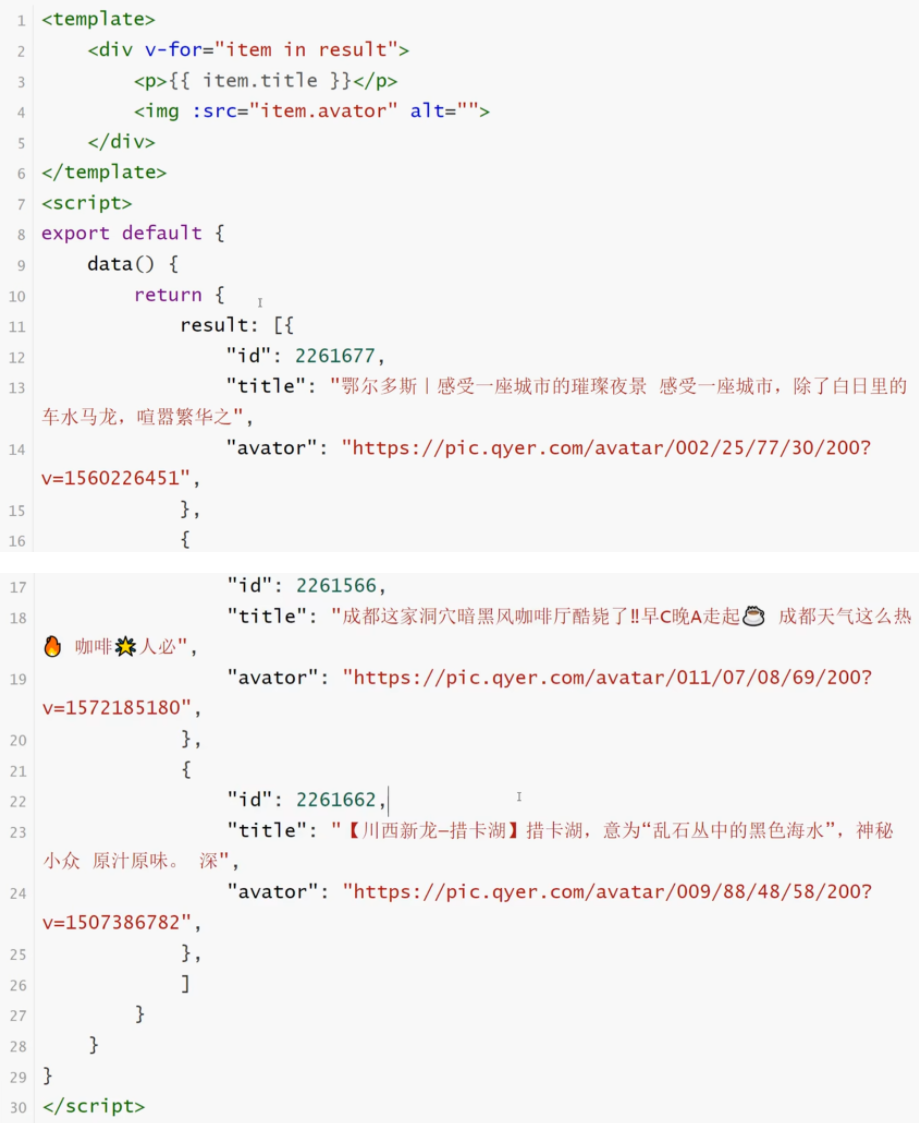 1 <template>
2     <div v-for="item in result">
3         <p>{{ item.title }}</p>
4         <img :src="item.avator" alt="">
5     </div>
6 </template>
7 <script>
8 export default {
9     data() {
10         return {
11             result: [{
12                 "id": 2261677,
13                 "title": "鄂尔多斯|感受一座城市的璀璨夜景 感受一座城市，除了白日里的
车水马龙，喧嚣繁华之",
14                 "avator": "https://pic.qyer.com/avatar/002/25/77/30/200?
v=1560226451",
15             },
16             {
17                 "id": 2261566,
18                 "title": "成都这家洞穴暗黑风咖啡厅酷毙了‼早C晚A走起☕ 成都天气这么热
🔥 咖啡🌟人必",
19                 "avator": "https://pic.qyer.com/avatar/011/07/08/69/200?
v=1572185180",
20             },
21             {
22                 "id": 2261662,
23                 "title": "【川西新龙-措卡湖】措卡湖，意为“乱石丛中的黑色海水”，神秘
小众 原汁原味。 深",
24                 "avator": "https://pic.qyer.com/avatar/009/88/48/58/200?
v=1507386782",
25             },
26             ]
27         }
28     }
29 }
30 </script>